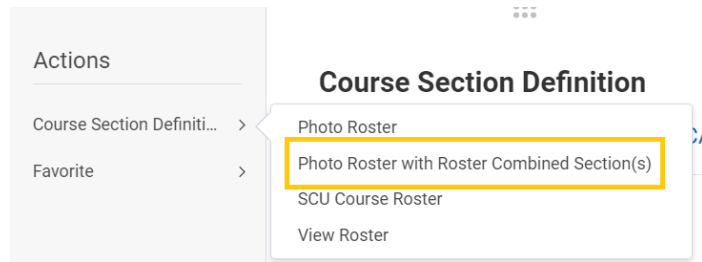 Actions
Course Section Definition
Course Section Definiti...
Photo Roster
Photo Roster with Roster Combined Section(s)
Favorite
SCU Course Roster
View Roster